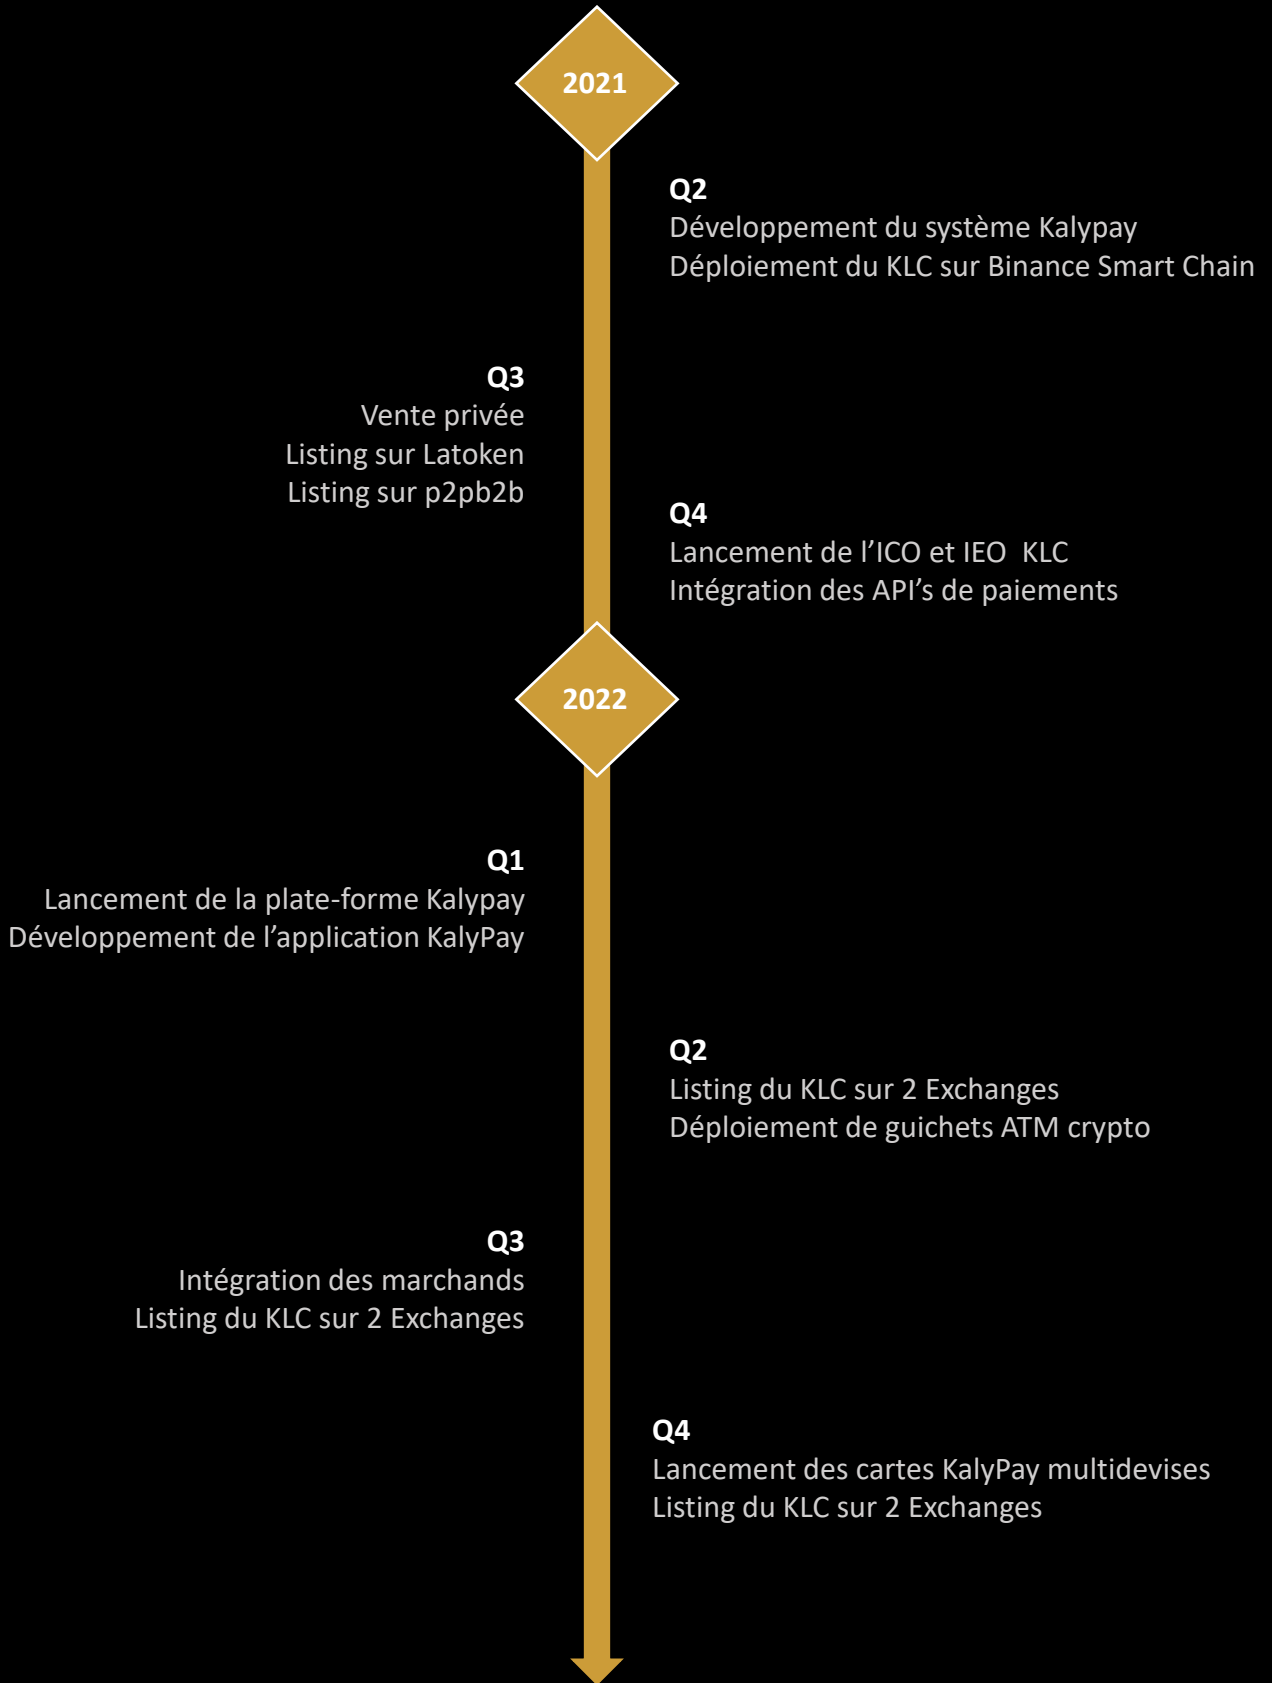 2021
Q2
Développement du système Kalypay
Déploiement du KLC sur Binance Smart Chain
Q3
Vente privée
Listing sur Latoken
Listing sur p2pb2b
Q4
Lancement de l’ICO et IEO  KLC
Intégration des API’s de paiements
2022
Q1
Lancement de la plate-forme Kalypay
Développement de l’application KalyPay
Q2
Listing du KLC sur 2 Exchanges
Déploiement de guichets ATM crypto
Q3
Intégration des marchands
Listing du KLC sur 2 Exchanges
Q4
Lancement des cartes KalyPay multidevises
Listing du KLC sur 2 Exchanges